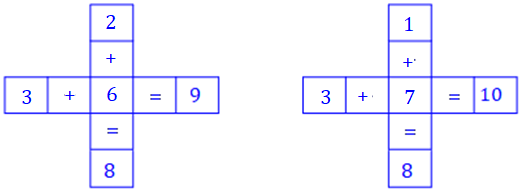 2 1
+ +
3 + 6 = 9 3 + 7 = 10
= =
8 8